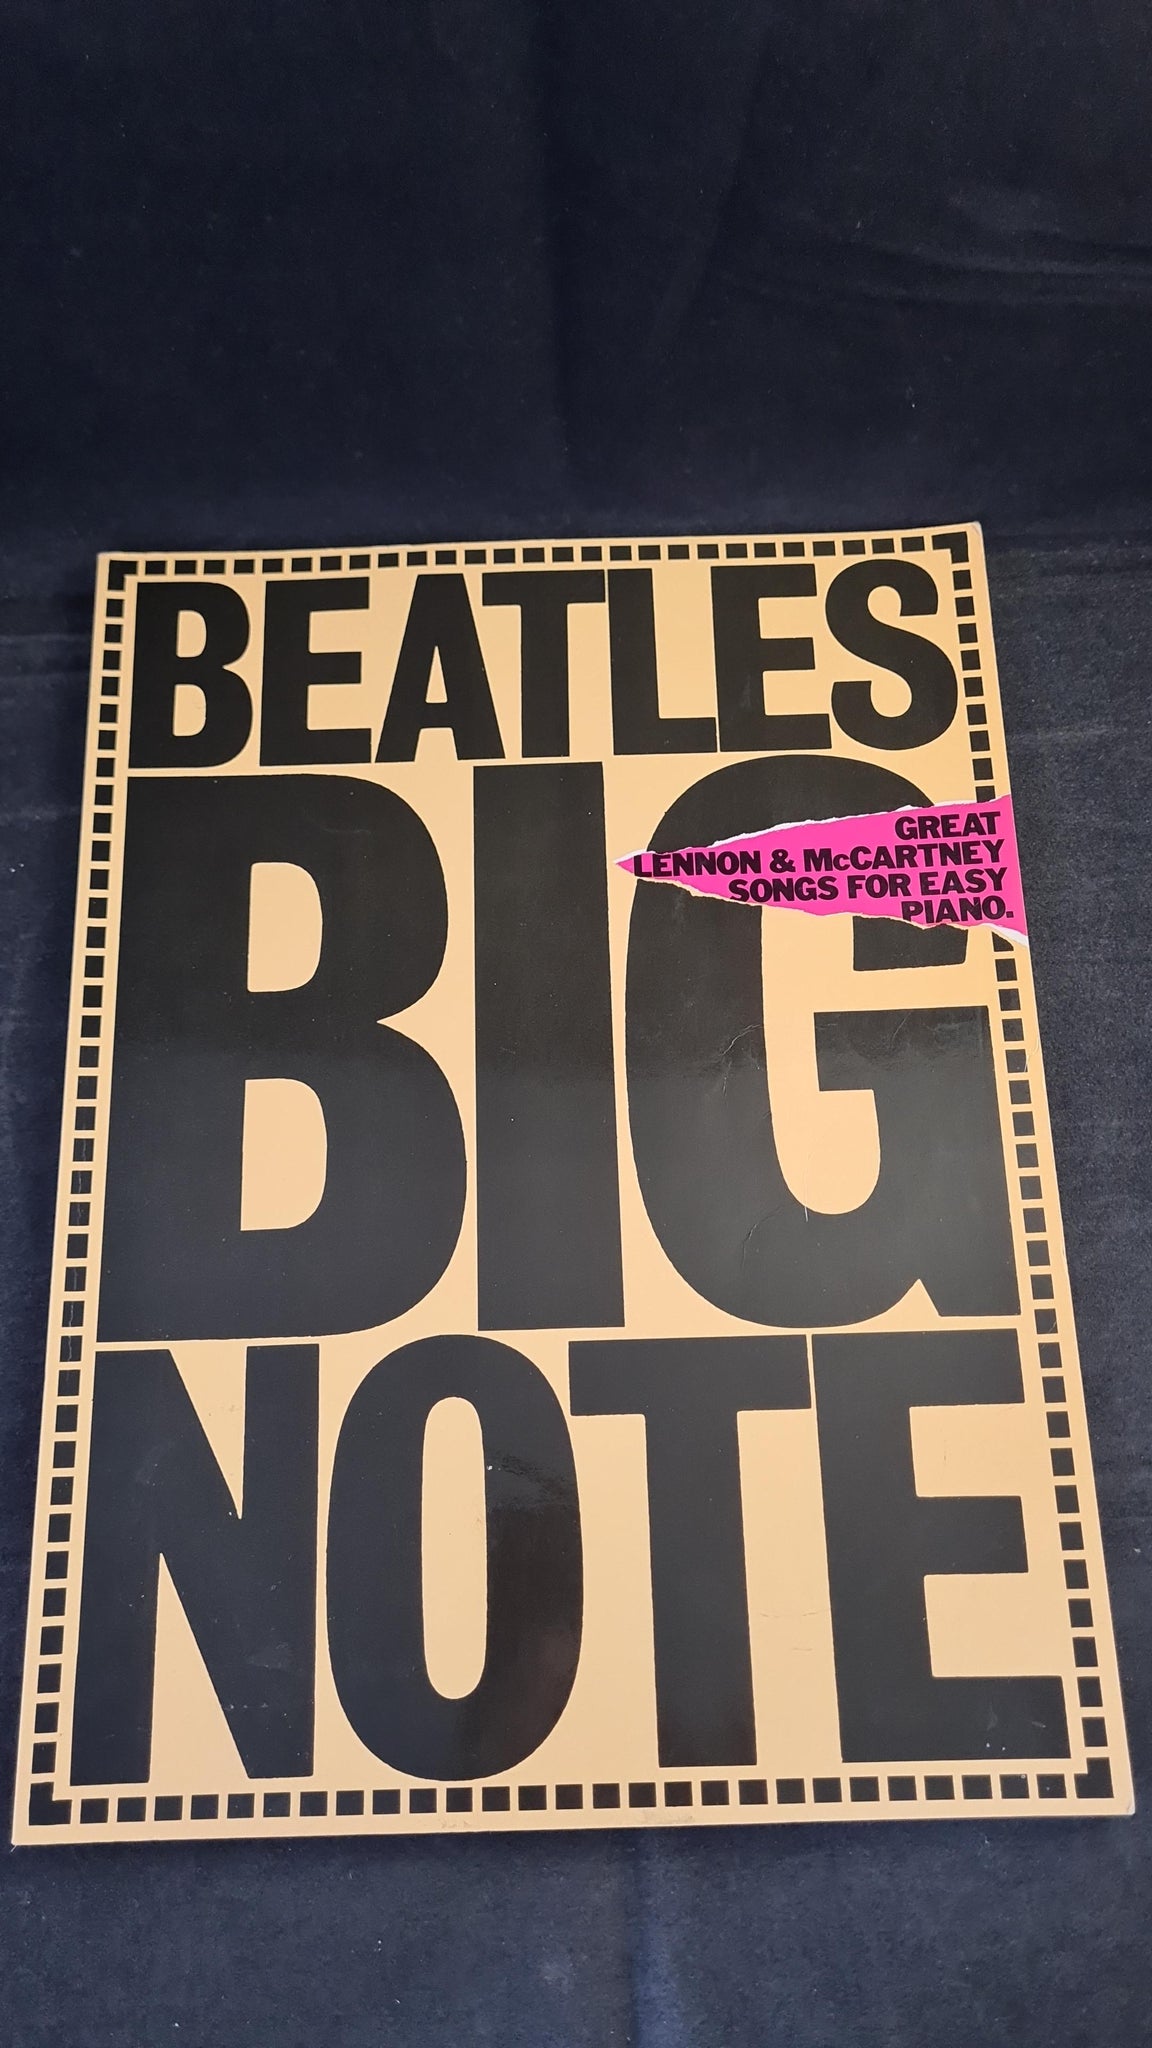 BEATLES
BIG
GREAT
LENNON & McCARTNEY
SONGS FOR EASY
PIANO.
NOTE